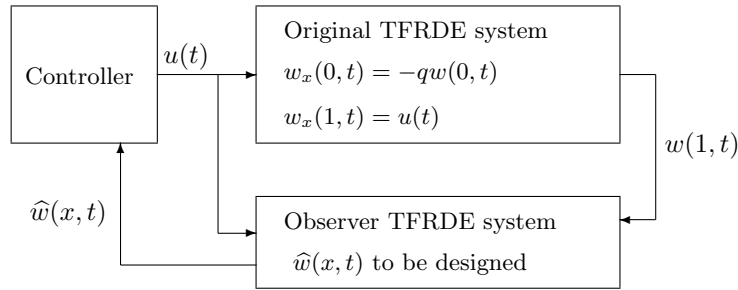 Controller
u(t)
Original TFRDE system
w_x(0, t) = −qw(0, t)
w_x(1, t) = u(t)
w(1, t)
ŵ(x, t)
Observer TFRDE system
ŵ(x, t) to be designed